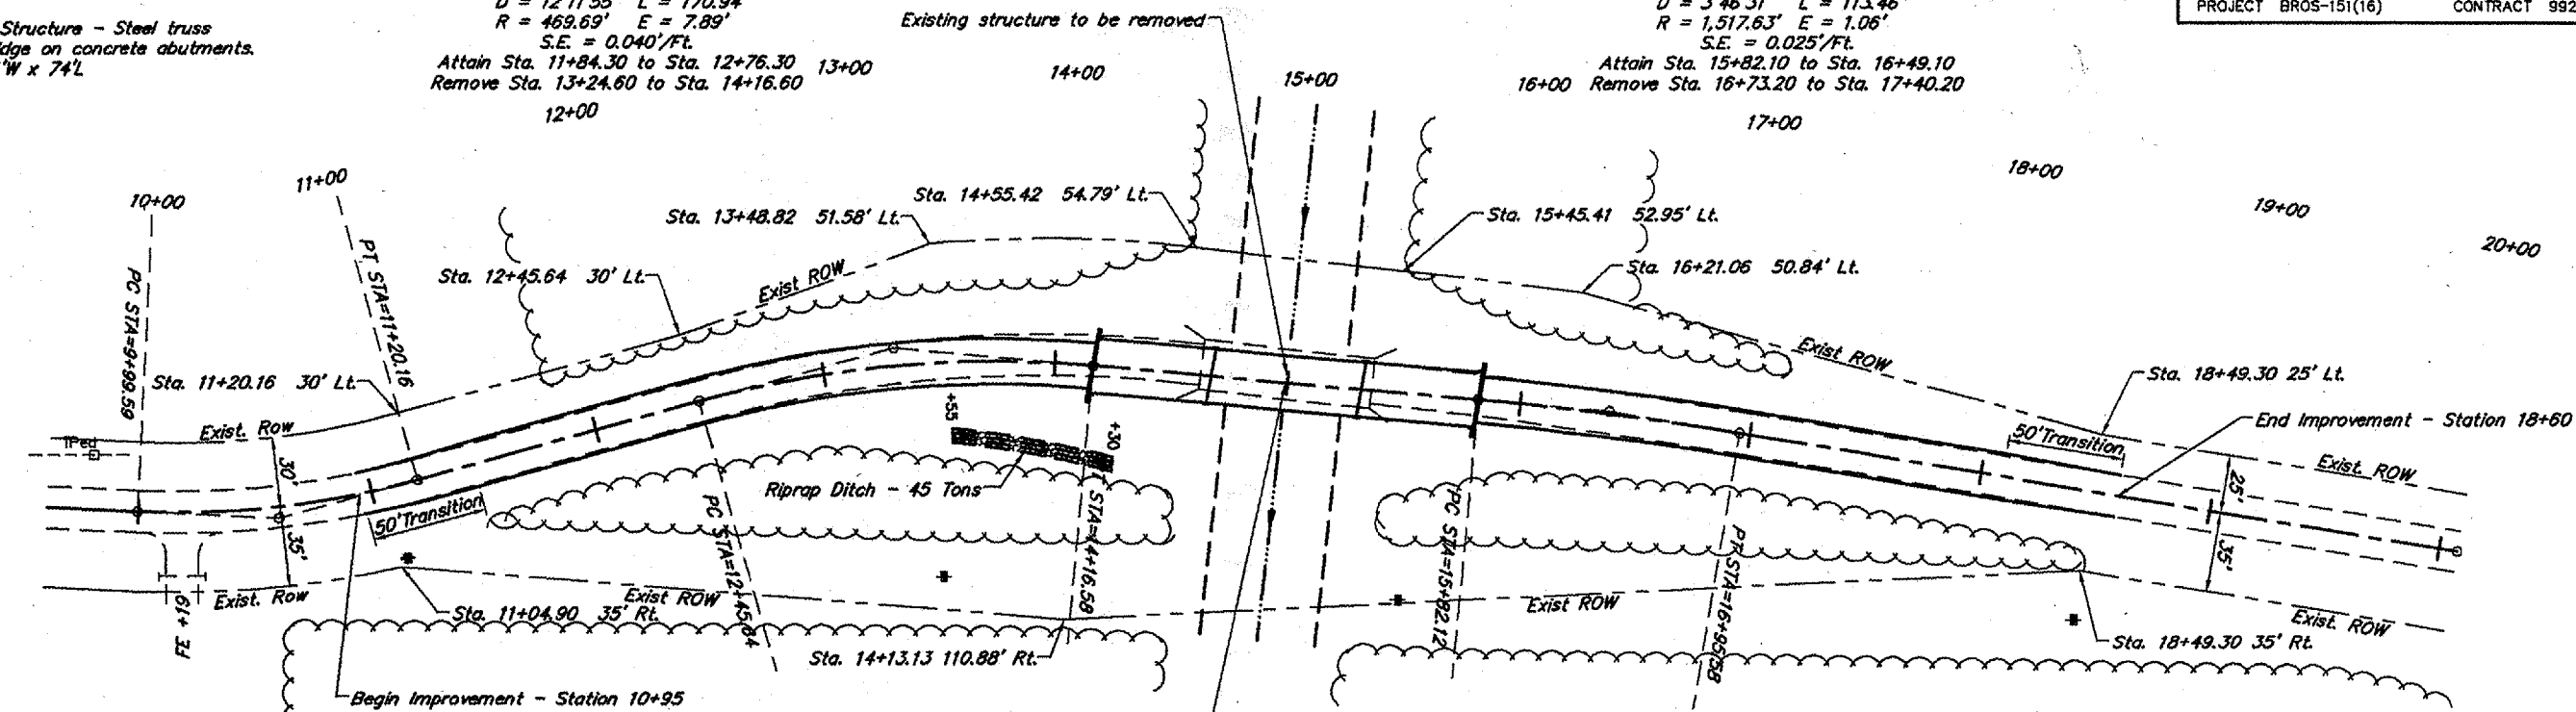 Structure - Steel truss
dge on concrete abutments.
'W x 74'L
R = 469.69' E = 7.89'
S.E. = 0.040'/Ft.
Attain Sta. 11+84.30 to Sta. 12+76.30
Remove Sta. 13+24.60 to Sta. 14+16.60
Existing structure to be removed
D = 3°46'31" L = 113.46'
R = 1,517.63' E = 1.06'
S.E. = 0.025'/Ft.
Attain Sta. 15+82.10 to Sta. 16+49.10
Remove Sta. 16+73.20 to Sta. 17+40.20
PROJECT BROS-151(16) CONTRACT 992
10+00
11+00
12+00
13+00
14+00
15+00
16+00
17+00
18+00
19+00
20+00
PC STA=9+99.59
PT STA=11+20.16
Sta. 11+20.16 30' Lt.
Sta. 12+45.64 30' Lt.
Sta. 13+48.82 51.58' Lt.
Sta. 14+55.42 54.79' Lt.
Sta. 15+45.41 52.95' Lt.
Sta. 16+21.06 50.84' Lt.
Sta. 18+49.30 25' Lt.
End Improvement - Station 18+60
Exist. Row
Exist ROW
Exist ROW
Exist. ROW
TPed
30'
35'
50' Transition
50' Transition
25'
35'
+55
+30
Riprap Ditch - 45 Tons
PC STA=12+45.64
STA=14+16.58
PC STA=15+82.12
PT STA=16+95.58
Exist. Row
Exist ROW
Exist ROW
Exist. ROW
+19
FE
Sta. 11+04.90 35' Rt.
Sta. 14+13.13 110.88' Rt.
Sta. 18+49.30 35' Rt.
Begin Improvement - Station 10+95